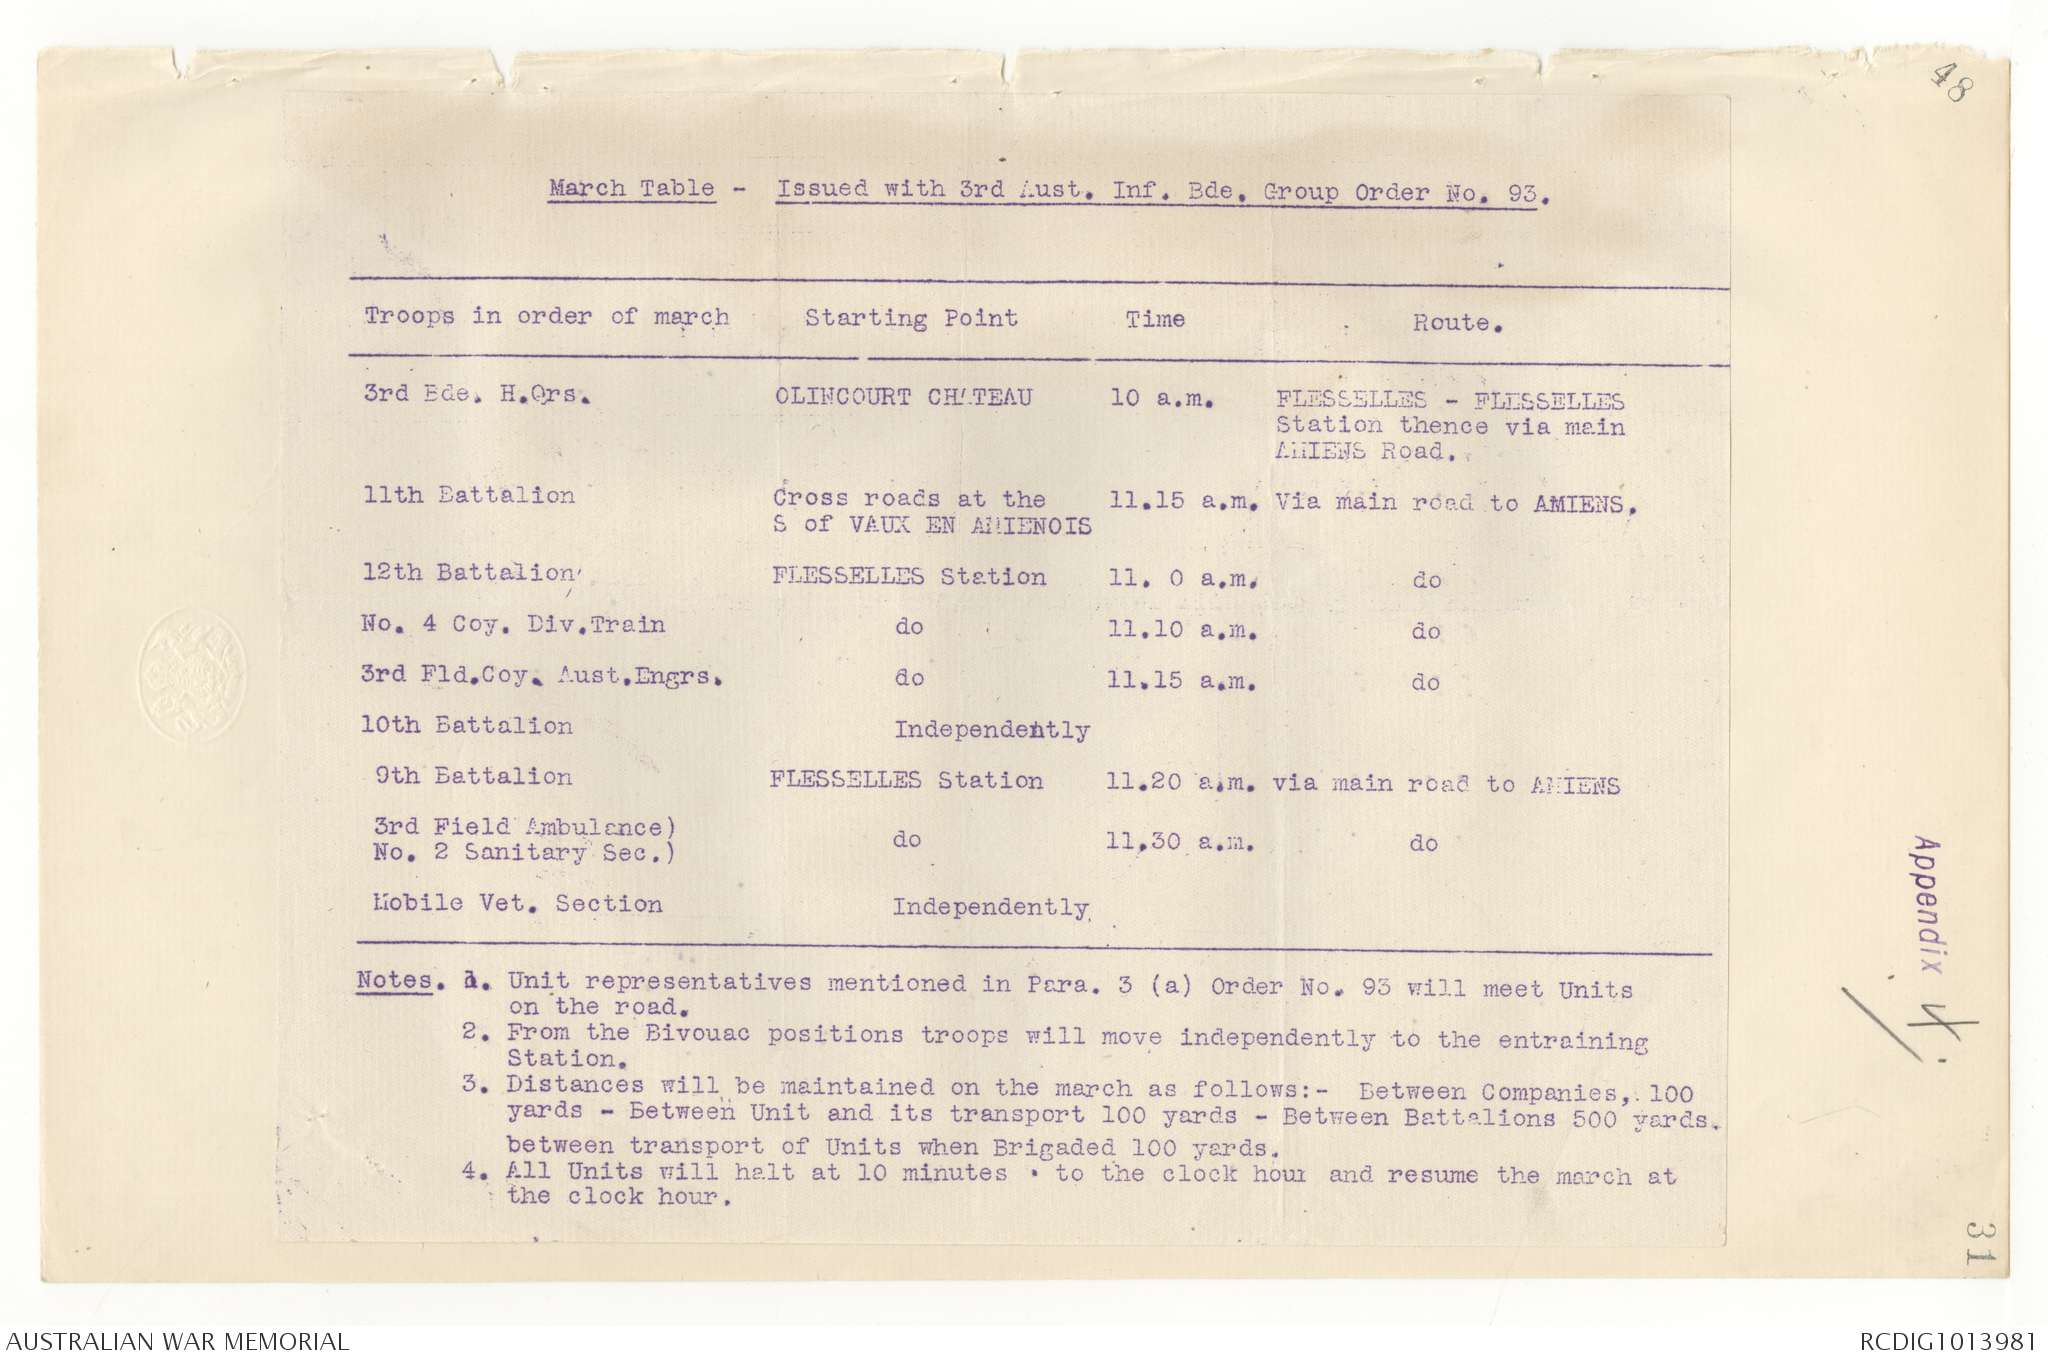 48
March Table - Issued with 3rd Aust. Inf. Bde. Group Order No. 93.
Troops in order of march Starting Point Time Route.
3rd Bde. H.Qrs. OLINCOURT CHATEAU 10 a.m. FLESSELLES - FLESSELLES
Station thence via main
AMIENS Road.
11th Battalion Cross roads at the 11.15 a.m. Via main road to AMIENS.
S of VAUX EN AMIENOIS
12th Battalion FLESSELLES Station 11. 0 a.m. do
No. 4 Coy. Div.Train do 11.10 a.m. do
3rd Fld.Coy. Aust.Engrs. do 11.15 a.m. do
10th Battalion Independently
9th Battalion FLESSELLES Station 11.20 a.m. via main road to AMIENS
3rd Field Ambulance)
No. 2 Sanitary Sec.) do 11.30 a.m. do
Mobile Vet. Section Independently
Notes. 1. Unit representatives mentioned in Para. 3 (a) Order No. 93 will meet Units
on the road.
2. From the Bivouac positions troops will move independently to the entraining
Station.
3. Distances will be maintained on the march as follows:- Between Companies, 100
yards - Between Unit and its transport 100 yards - Between Battalions 500 yards.
between transport of Units when Brigaded 100 yards.
4. All Units will halt at 10 minutes to the clock hour and resume the march at
the clock hour.
Appendix 4
31
AUSTRALIAN WAR MEMORIAL
RCDIG1013981